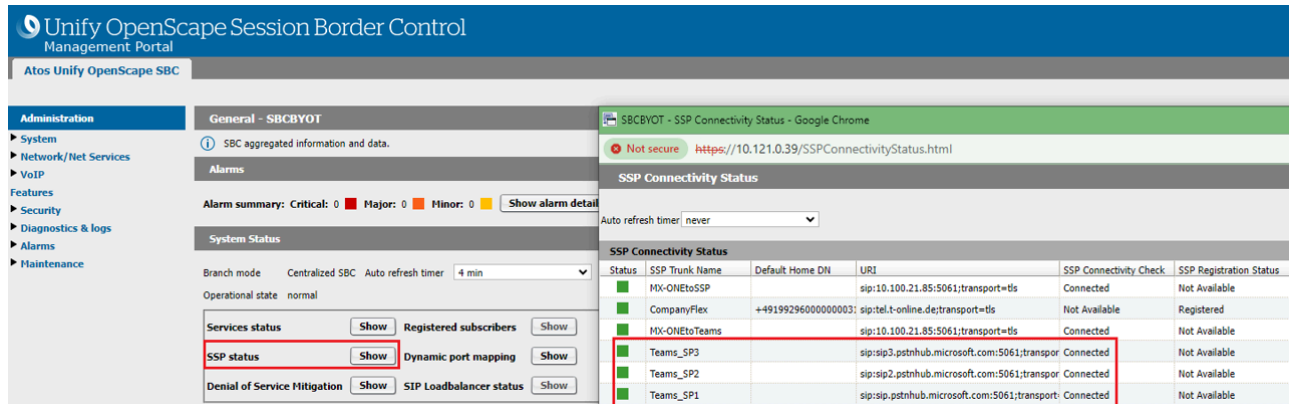 Unify OpenScape Session Border Control
Management Portal
Atos Unify OpenScape SBC
Administration
System
Network/Net Services
VoIP
Features
Security
Diagnostics & logs
Alarms
Maintenance
General - SBCBYOT
SBC aggregated information and data.
Alarms
Alarm summary: Critical: 0 Major: 0 Minor: 0 Show alarm detail
System Status
Branch mode Centralized SBC Auto refresh timer 4 min
Operational state normal
Services status Show Registered subscribers Show
SSP status Show Dynamic port mapping Show
Denial of Service Mitigation Show SIP Loadbalancer status Show
SBCBYOT - SSP Connectivity Status - Google Chrome
Not secure https://10.121.0.39/SSPConnectivityStatus.html
SSP Connectivity Status
Auto refresh timer never
SSP Connectivity Status
Status SSP Trunk Name Default Home DN URI SSP Connectivity Check SSP Registration Status
MX-ONEtoSSP sip:10.100.21.85:5061;transport=tls Connected Not Available
CompanyFlex +49199296000000031 sip:tel.t-online.de;transport=tls Not Available Registered
MX-ONEtoTeams sip:10.100.21.85:5061;transport=tls Connected Not Available
Teams_SP3 sip:sip3.pstnhub.microsoft.com:5061;transpor Connected Not Available
Teams_SP2 sip:sip2.pstnhub.microsoft.com:5061;transpor Connected Not Available
Teams_SP1 sip:sip.pstnhub.microsoft.com:5061;transport Connected Not Available